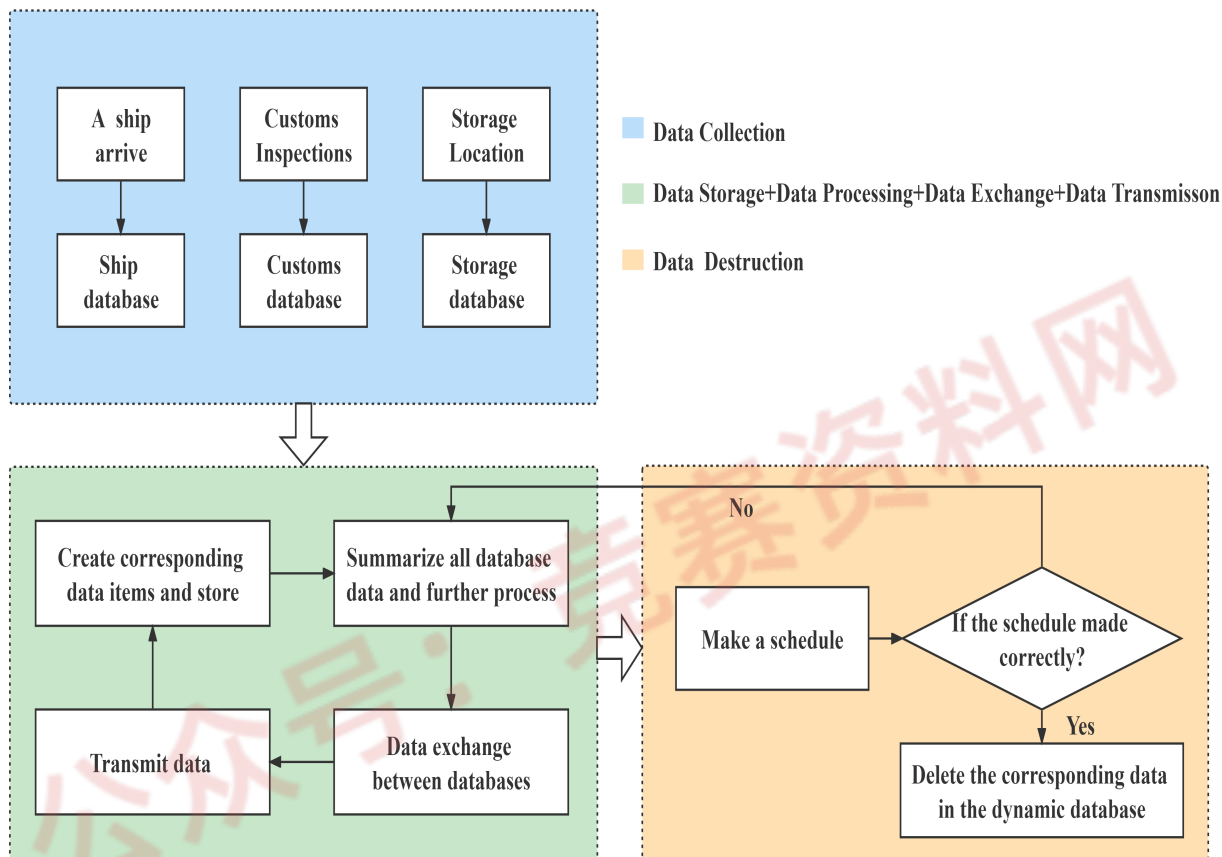 A ship
arrive
Customs
Inspections
Storage
Location
Ship
database
Customs
database
Storage
database
Data Collection
Data Storage+Data Processing+Data Exchange+Data Transmisson
Data Destruction
Create corresponding
data items and store
Summarize all database
data and further process
Transmit data
Data exchange
between databases
No
Make a schedule
If the schedule made
correctly?
Yes
Delete the corresponding data
in the dynamic database
公众号：竞赛资料网